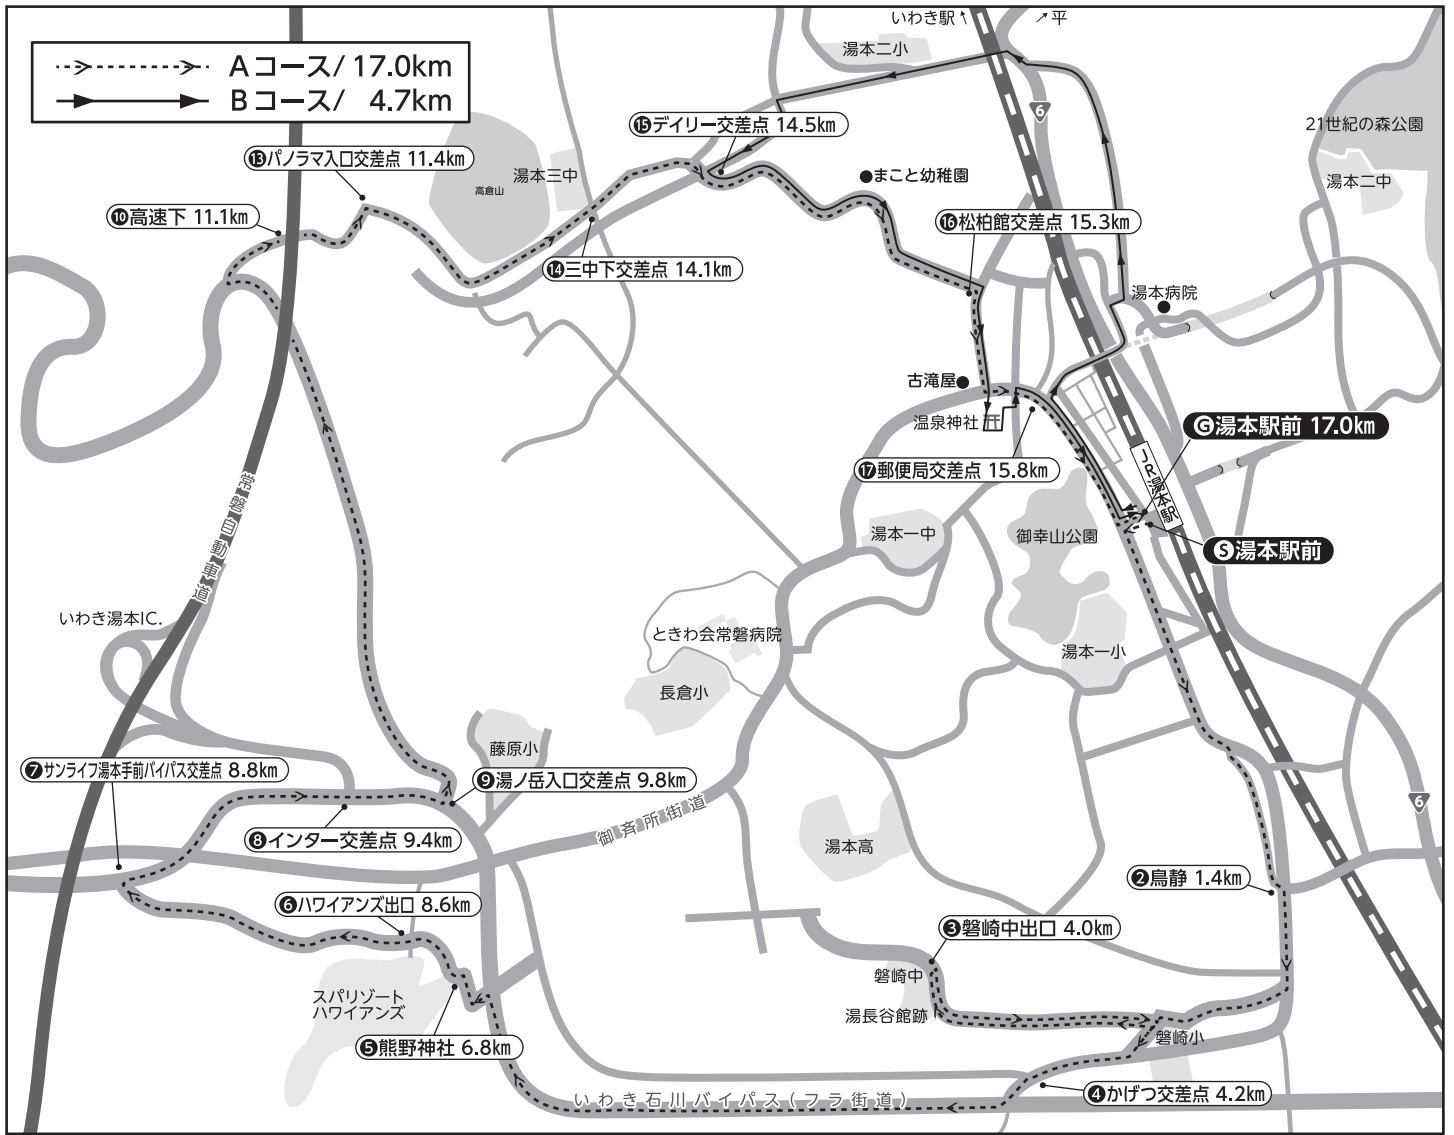 Aコース/ 17.0km
Bコース/ 4.7km
いわき駅↑
↗平
湯本二小
6
21世紀の森公園
⑮デイリー交差点 14.5km
⑬パノラマ入口交差点 11.4km
湯本三中
高倉山
●まこと幼稚園
湯本二中
⑩高速下 11.1km
⑯松柏館交差点 15.3km
⑭三中下交差点 14.1km
湯本病院
古滝屋●
温泉神社
Ⓖ湯本駅前 17.0km
⑰郵便局交差点 15.8km
JR湯本駅
常磐自動車道
湯本一中
御幸山公園
Ⓢ湯本駅前
いわき湯本IC.
ときわ会常磐病院
湯本一小
長倉小
藤原小
⑦サンライフ湯本手前バイパス交差点 8.8km
⑨湯ノ岳入口交差点 9.8km
6
御斉所街道
⑧インター交差点 9.4km
湯本高
②鳥静 1.4km
⑥ハワイアンズ出口 8.6km
③磐崎中出口 4.0km
磐崎中
スパリゾート
ハワイアンズ
湯長谷館跡
磐崎小
⑤熊野神社 6.8km
④かげつ交差点 4.2km
いわき石川バイパス(フラ街道)